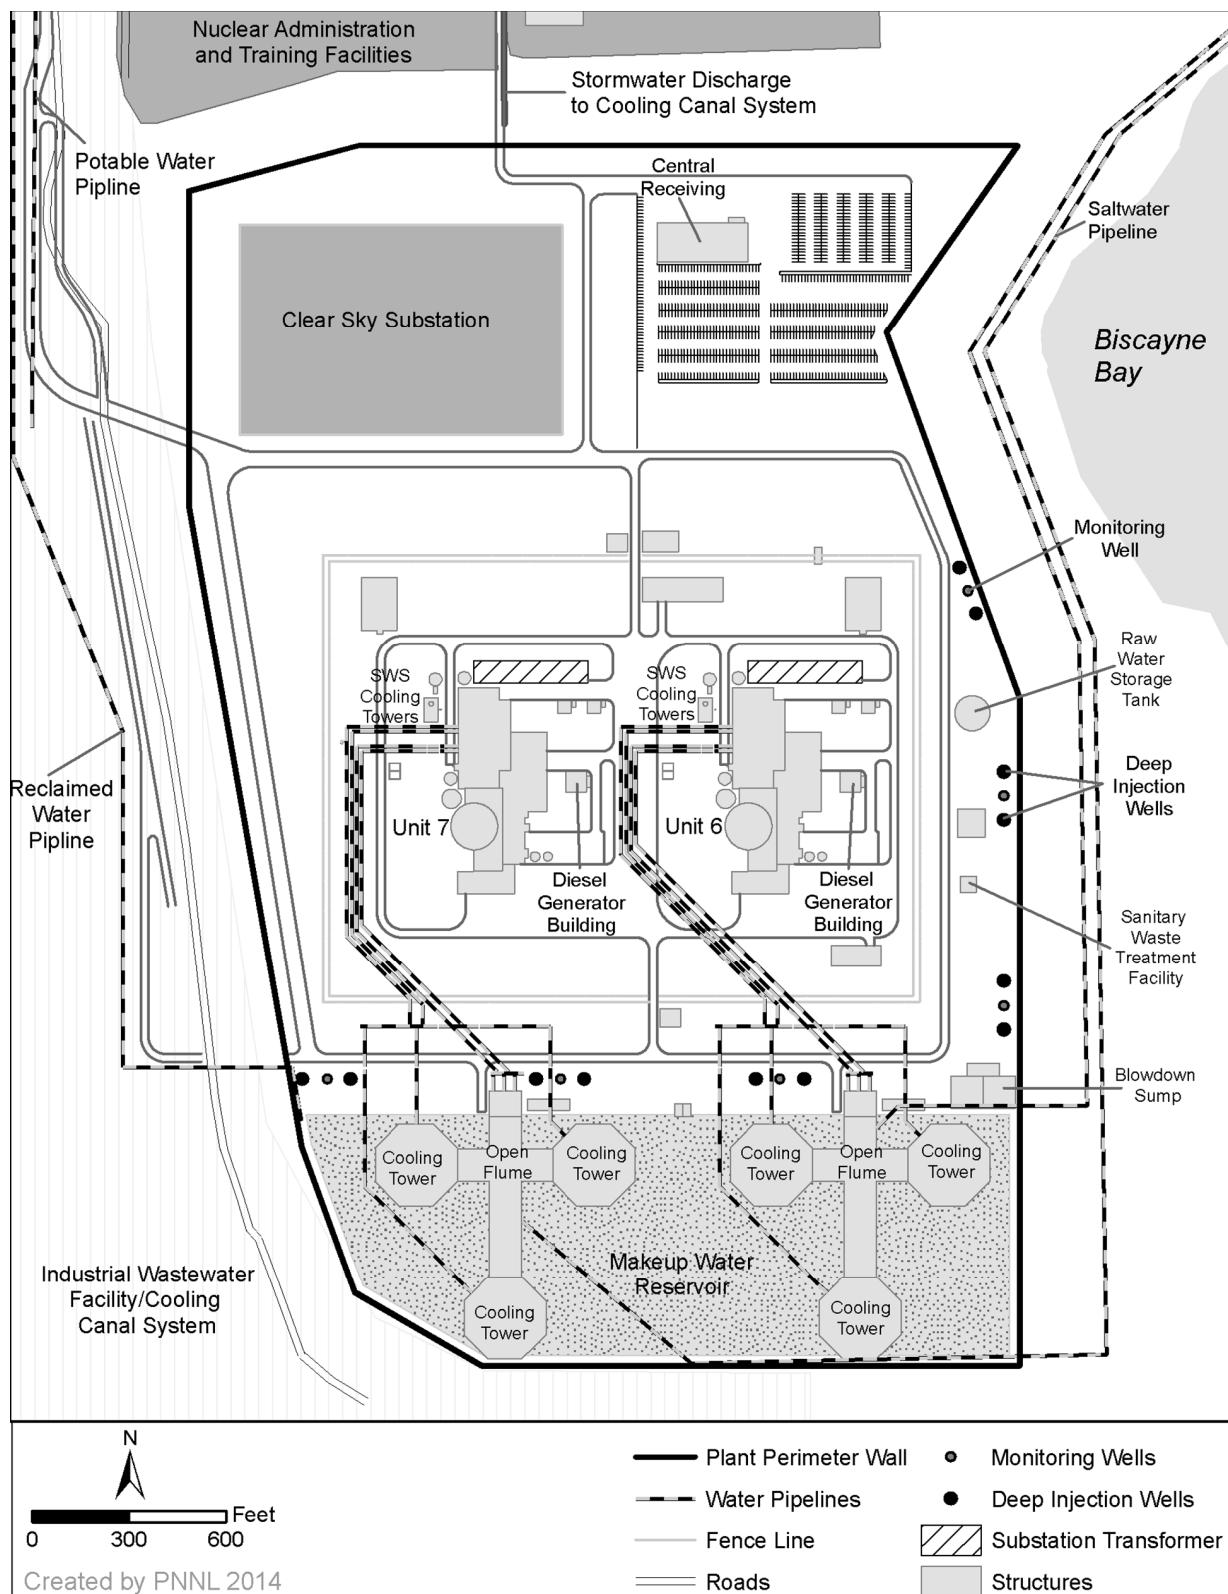 Nuclear Administration
and Training Facilities
Stormwater Discharge
to Cooling Canal System
Potable Water
Pipline
Central
Receiving
Saltwater
Pipeline
Clear Sky Substation
Biscayne
Bay
Monitoring
Well
Raw
Water
Storage
Tank
SWS
Cooling
Towers
SWS
Cooling
Towers
Reclaimed
Water
Pipline
Deep
Injection
Wells
Unit 7
Unit 6
Diesel
Generator
Building
Diesel
Generator
Building
Sanitary
Waste
Treatment
Facility
Blowdown
Sump
Cooling
Tower
Open
Flume
Cooling
Tower
Cooling
Tower
Open
Flume
Cooling
Tower
Makeup Water
Reservoir
Industrial Wastewater
Facility/Cooling
Canal System
Cooling
Tower
Cooling
Tower
N
Feet
0 300 600
Created by PNNL 2014
Plant Perimeter Wall
Water Pipelines
Fence Line
Roads
Monitoring Wells
Deep Injection Wells
Substation Transformer
Structures